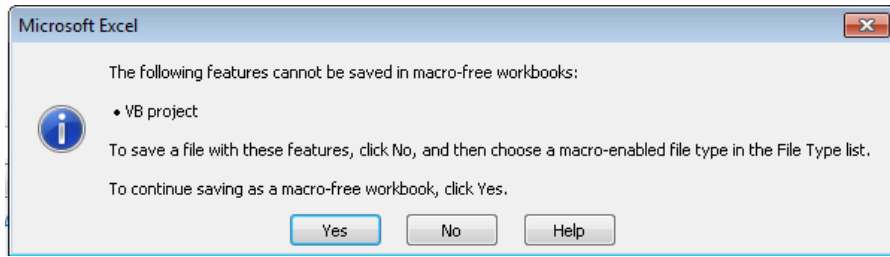 Microsoft Excel
The following features cannot be saved in macro-free workbooks:
• VB project
To save a file with these features, click No, and then choose a macro-enabled file type in the File Type list.
To continue saving as a macro-free workbook, click Yes.
Yes No Help